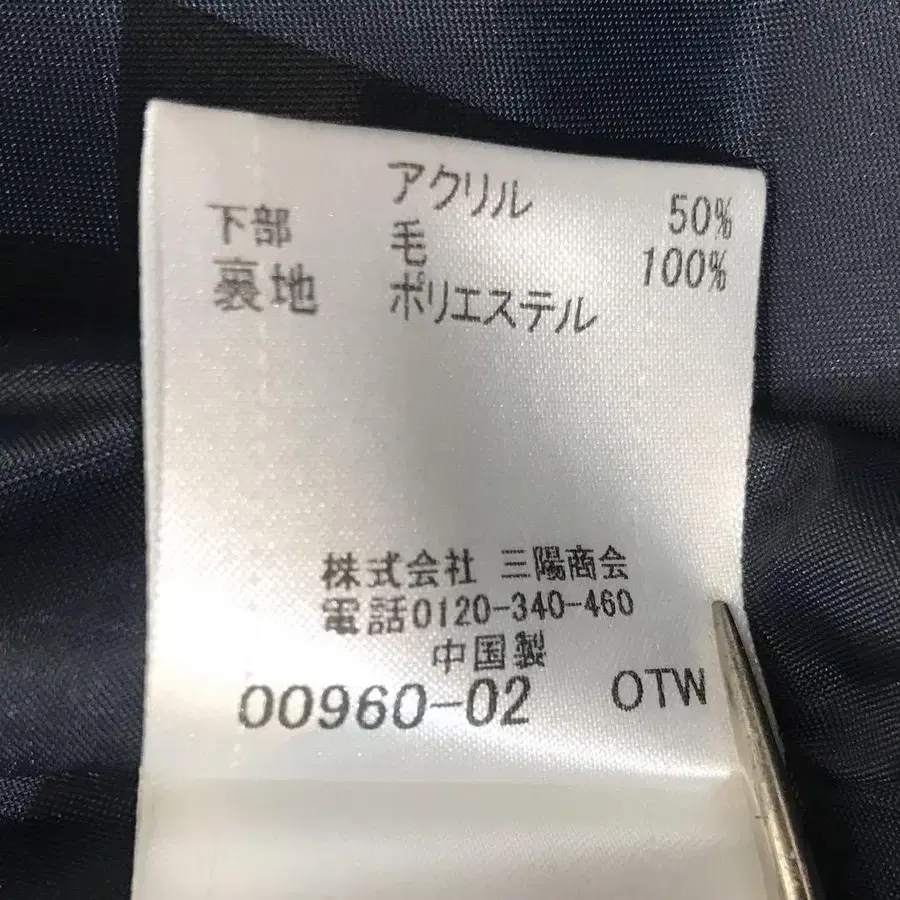 アクリル 50%
下部 毛 100%
裏地 ポリエステル
株式会社 三陽商会
電話0120-340-460
中国製
00960-02 OTW